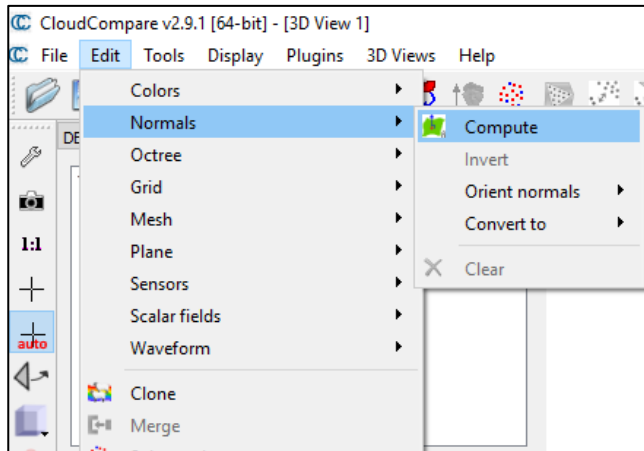 CloudCompare v2.9.1 [64-bit] - [3D View 1]
File Edit Tools Display Plugins 3D Views Help
Colors
Normals
Octree
Grid
Mesh
Plane
Sensors
Scalar fields
Waveform
Clone
Merge
Compute
Invert
Orient normals
Convert to
Clear
DE
1:1
auto